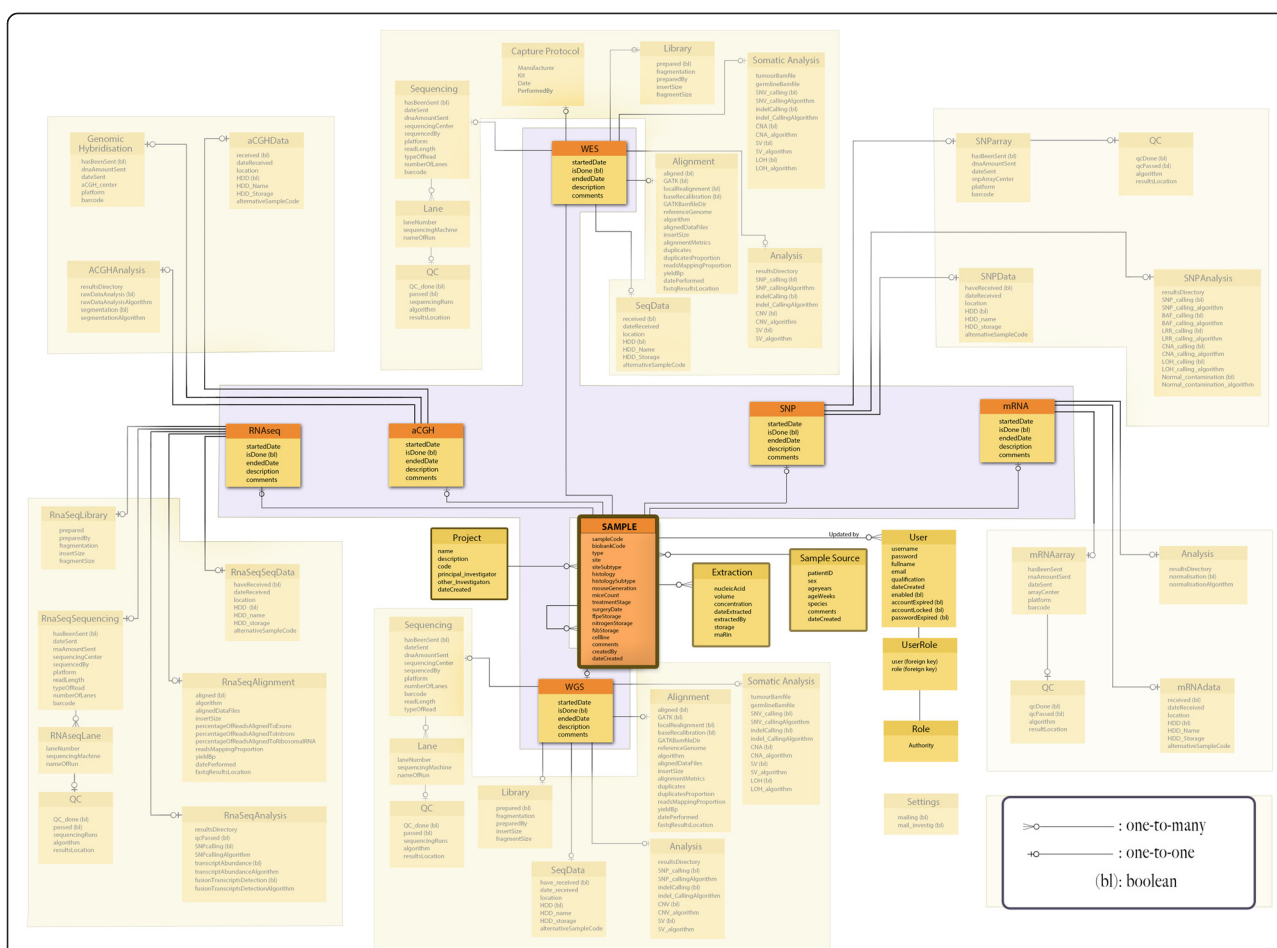 Genomic
Hybridisation
hasBeenSent (bl)
dnaAmountSent
dateSent
aCGH_center
platform
barcode
aCGHData
received (bl)
dateReceived
location
HDD (bl)
HDD_Name
HDD_Storage
alternativeSampleCode
ACGHAnalysis
resultsDirectory
rawDataAnalysis (bl)
rawDataAnalysisAlgorithm
segmentation (bl)
segmentationAlgorithm
Capture Protocol
Manufacturer
Kit
Date
PerformedBy
Library
prepared (bl)
fragmentation
preparedBy
insertSize
fragmentSize
Somatic Analysis
tumourBamfile
germlineBamfile
SNV_calling (bl)
SNV_callingAlgorithm
indelCalling (bl)
indel_CallingAlgorithm
CNA (bl)
CNA_algorithm
SV (bl)
SV_algorithm
LOH (bl)
LOH_algorithm
Sequencing
hasBeenSent (bl)
dateSent
dnaAmountSent
sequencingCenter
sequencedBy
platform
readLength
typeOfRead
numberOfLanes
barcode
Lane
laneNumber
sequencingMachine
nameOfRun
QC
QC_done (bl)
passed (bl)
sequencingRuns
algorithm
resultsLocation
WES
startedDate
isDone (bl)
endedDate
description
comments
Alignment
aligned (bl)
GATK (bl)
localRealignment (bl)
baseRecalibration (bl)
GATKBamfileDir
referenceGenome
algorithm
alignedDataFiles
insertSize
alignmentMetrics
duplicates
duplicatesProportion
readsMappingProportion
yieldBp
datePerformed
fastqResultsLocation
Analysis
resultsDirectory
SNP_calling (bl)
SNP_callingAlgorithm
indelCalling (bl)
indel_CallingAlgorithm
CNV (bl)
CNV_algorithm
SV (bl)
SV_algorithm
SeqData
received (bl)
dateReceived
location
HDD (bl)
HDD_Name
HDD_Storage
alternativeSampleCode
SNParray
hasBeenSent (bl)
dnaAmountSent
dateSent
snpArrayCenter
platform
barcode
QC
qcDone (bl)
qcPassed (bl)
algorithm
resultsLocation
SNPData
haveReceived (bl)
dateReceived
location
HDD (bl)
HDD_name
HDD_storage
alternativeSampleCode
SNPAnalysis
resultsDirectory
SNP_calling (bl)
SNP_calling_algorithm
BAF_calling (bl)
BAF_calling_algorithm
LRR_calling (bl)
LRR_calling_algorithm
CNA_calling (bl)
CNA_calling_algorithm
LOH_calling (bl)
LOH_calling_algorithm
Normal_contamination (bl)
Normal_contamination_algorithm
RNAseq
startedDate
isDone (bl)
endedDate
description
comments
aCGH
startedDate
isDone (bl)
endedDate
description
comments
SNP
startedDate
isDone (bl)
endedDate
description
comments
mRNA
startedDate
isDone (bl)
endedDate
description
comments
SAMPLE
sampleCode
biobankCode
type
site
siteSubtype
histology
histologySubtype
mouseGeneration
miceCount
treatmentStage
surgeryDate
ffpeStorage
nitrogenStorage
fsbStorage
cellline
comments
createdBy
dateCreated
Project
name
description
code
principal_investigator
other_Investigators
dateCreated
Extraction
nucleicAcid
volume
concentration
dateExtracted
extractedBy
storage
rnaRin
Sample Source
patientID
sex
ageyears
ageWeeks
species
comments
dateCreated
Updated by
User
username
password
fullname
email
qualification
dateCreated
enabled (bl)
accountExpired (bl)
accountLocked (bl)
passwordExpired (bl)
UserRole
user (foreign key)
role (foreign key)
Role
Authority
RnaSeqLibrary
prepared
preparedBy
fragmentation
insertSize
fragmentSize
RnaSeqSeqData
haveReceived (bl)
dateReceived
location
HDD (bl)
HDD_name
HDD_storage
alternativeSampleCode
RnaSeqSequencing
hasBeenSent (bl)
dateSent
rnaAmountSent
sequencingCenter
sequencedBy
platform
readLength
typeOfRead
numberOfLanes
barcode
RNAseqLane
laneNumber
sequencingMachine
nameOfRun
QC
QC_done (bl)
passed (bl)
sequencingRuns
algorithm
resultsLocation
RnaSeqAlignment
aligned (bl)
algorithm
alignedDataFiles
insertSize
percentageOfReadsAlignedToExons
percentageOfReadsAlignedToIntrons
percentageOfReadsAlignedToRibosomalRNA
readsMappingProportion
yieldBp
datePerformed
fastqResultsLocation
RnaSeqAnalysis
resultsDirectory
qcPassed (bl)
SNPcalling (bl)
SNPcallingAlgorithm
transcriptAbundance (bl)
transcriptAbundanceAlgorithm
fusionTranscriptsDetection (bl)
fusionTranscriptsDetectionAlgorithm
Sequencing
hasBeenSent (bl)
dateSent
dnaAmountSent
sequencingCenter
sequencedBy
platform
numberOfLanes
barcode
readLength
typeOfRead
Lane
laneNumber
sequencingMachine
nameOfRun
QC
QC_done (bl)
passed (bl)
sequencingRuns
algorithm
resultsLocation
WGS
startedDate
isDone (bl)
endedDate
description
comments
Library
prepared (bl)
fragmentation
preparedBy
insertSize
fragmentSize
SeqData
have_received (bl)
date_received
location
HDD (bl)
HDD_name
HDD_storage
alternativeSampleCode
Alignment
aligned (bl)
GATK (bl)
localRealignment (bl)
baseRecalibration (bl)
GATKBamfileDir
referenceGenome
algorithm
alignedDataFiles
insertSize
alignmentMetrics
duplicates
duplicatesProportion
readsMappingProportion
yieldBp
datePerformed
fastqResultsLocation
Somatic Analysis
tumourBamfile
germlineBamfile
SNV_calling (bl)
SNV_callingAlgorithm
indelCalling (bl)
indel_CallingAlgorithm
CNA (bl)
CNA_algorithm
SV (bl)
SV_algorithm
LOH (bl)
LOH_algorithm
Analysis
resultsDirectory
SNP_calling (bl)
SNP_callingAlgorithm
indelCalling (bl)
indel_CallingAlgorithm
CNV (bl)
CNV_algorithm
SV (bl)
SV_algorithm
mRNAarray
hasBeenSent
rnaAmountSent
dateSent
arrayCenter
platform
barcode
Analysis
resultsDirectory
normalisation (bl)
normalisationAlgorithm
QC
qcDone (bl)
qcPassed (bl)
algorithm
resultLocation
mRNAdata
received (bl)
dateReceived
location
HDD (bl)
HDD_Name
HDD_Storage
alternativeSampleCode
Settings
mailing (bl)
mail_investig (bl)
: one-to-many
: one-to-one
(bl): boolean